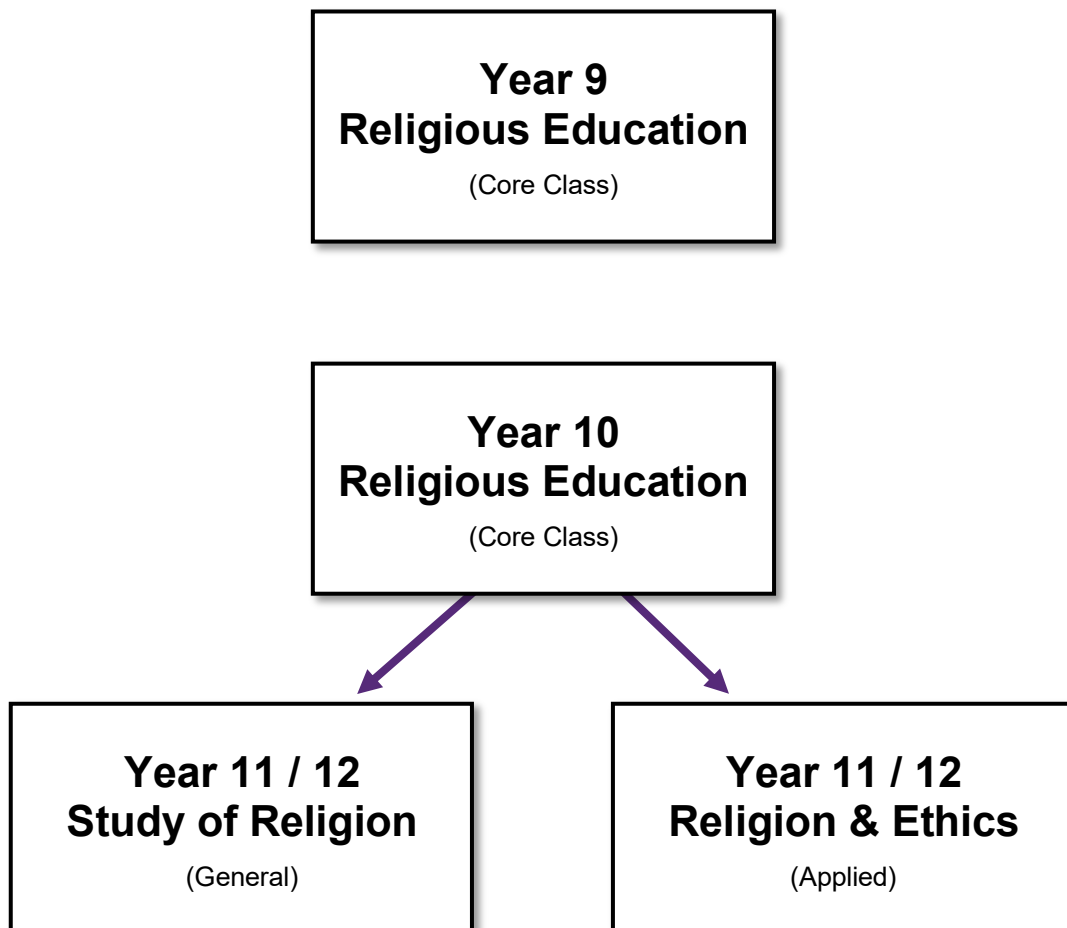 Year 9
Religious Education
(Core Class)
Year 10
Religious Education
(Core Class)
Year 11 / 12
Study of Religion
(General)
Year 11 / 12
Religion & Ethics
(Applied)